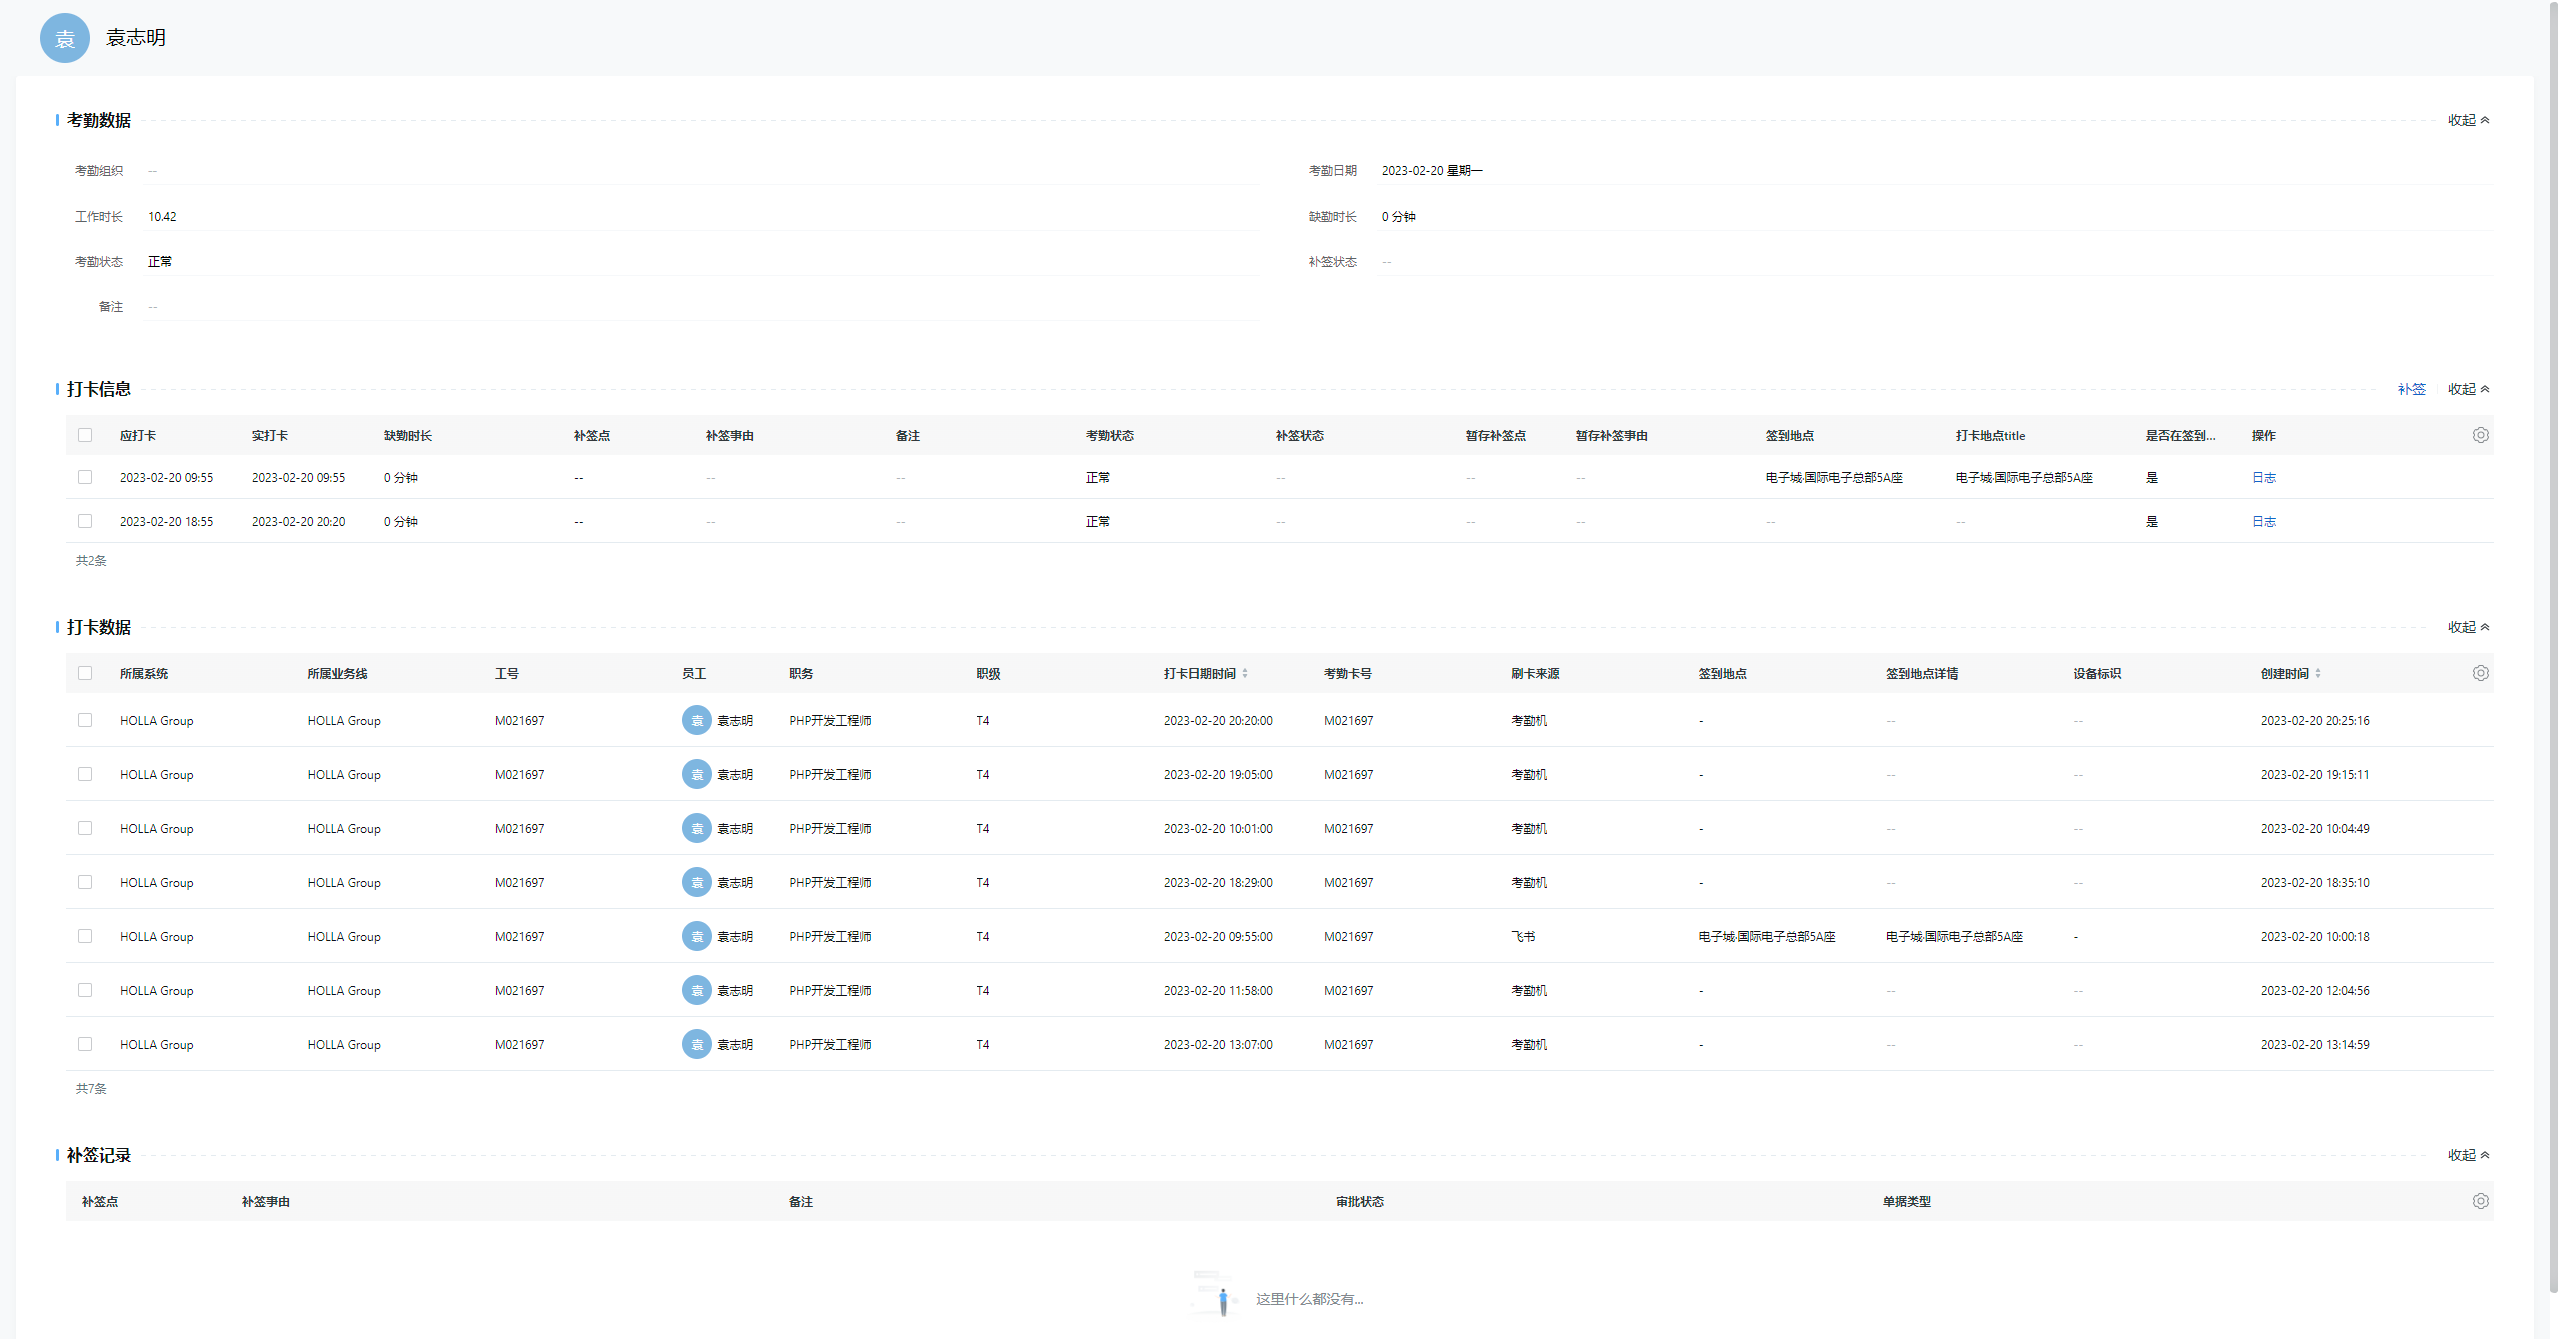 袁 袁志明
考勤数据 收起
考勤组织 -- 考勤日期 2023-02-20 星期一
工作时长 10.42 缺勤时长 0 分钟
考勤状态 正常 补签状态 --
备注 --
打卡信息 补签 收起
应打卡 实打卡 缺勤时长 补签点 补签事由 备注 考勤状态 补签状态 暂存补签点 暂存补签事由 签到地点 打卡地点title 是否在签到... 操作
2023-02-20 09:55 2023-02-20 09:55 0 分钟 -- -- -- 正常 -- -- -- 电子城·国际电子总部5A座 电子城·国际电子总部5A座 是 日志
2023-02-20 18:55 2023-02-20 20:20 0 分钟 -- -- -- 正常 -- -- -- -- -- 是 日志
共2条
打卡数据 收起
所属系统 所属业务线 工号 员工 职务 职级 打卡日期时间 考勤卡号 刷卡来源 签到地点 签到地点详情 设备标识 创建时间
HOLLA Group HOLLA Group M021697 袁 袁志明 PHP开发工程师 T4 2023-02-20 20:20:00 M021697 考勤机 - -- -- 2023-02-20 20:25:16
HOLLA Group HOLLA Group M021697 袁 袁志明 PHP开发工程师 T4 2023-02-20 19:05:00 M021697 考勤机 - -- -- 2023-02-20 19:15:11
HOLLA Group HOLLA Group M021697 袁 袁志明 PHP开发工程师 T4 2023-02-20 10:01:00 M021697 考勤机 - -- -- 2023-02-20 10:04:49
HOLLA Group HOLLA Group M021697 袁 袁志明 PHP开发工程师 T4 2023-02-20 18:29:00 M021697 考勤机 - -- -- 2023-02-20 18:35:10
HOLLA Group HOLLA Group M021697 袁 袁志明 PHP开发工程师 T4 2023-02-20 09:55:00 M021697 飞书 电子城·国际电子总部5A座 电子城·国际电子总部5A座 - 2023-02-20 10:00:18
HOLLA Group HOLLA Group M021697 袁 袁志明 PHP开发工程师 T4 2023-02-20 11:58:00 M021697 考勤机 - -- -- 2023-02-20 12:04:56
HOLLA Group HOLLA Group M021697 袁 袁志明 PHP开发工程师 T4 2023-02-20 13:07:00 M021697 考勤机 - -- -- 2023-02-20 13:14:59
共7条
补签记录 收起
补签点 补签事由 备注 审批状态 单据类型
这里什么都没有...